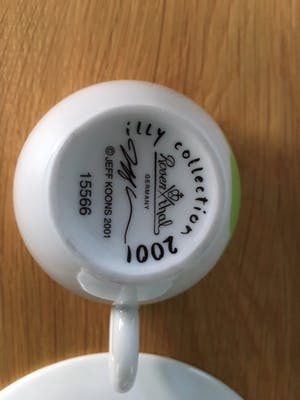 illy collection 2001
Rosenthal
GERMANY
© JEFF KOONS 2001
15566